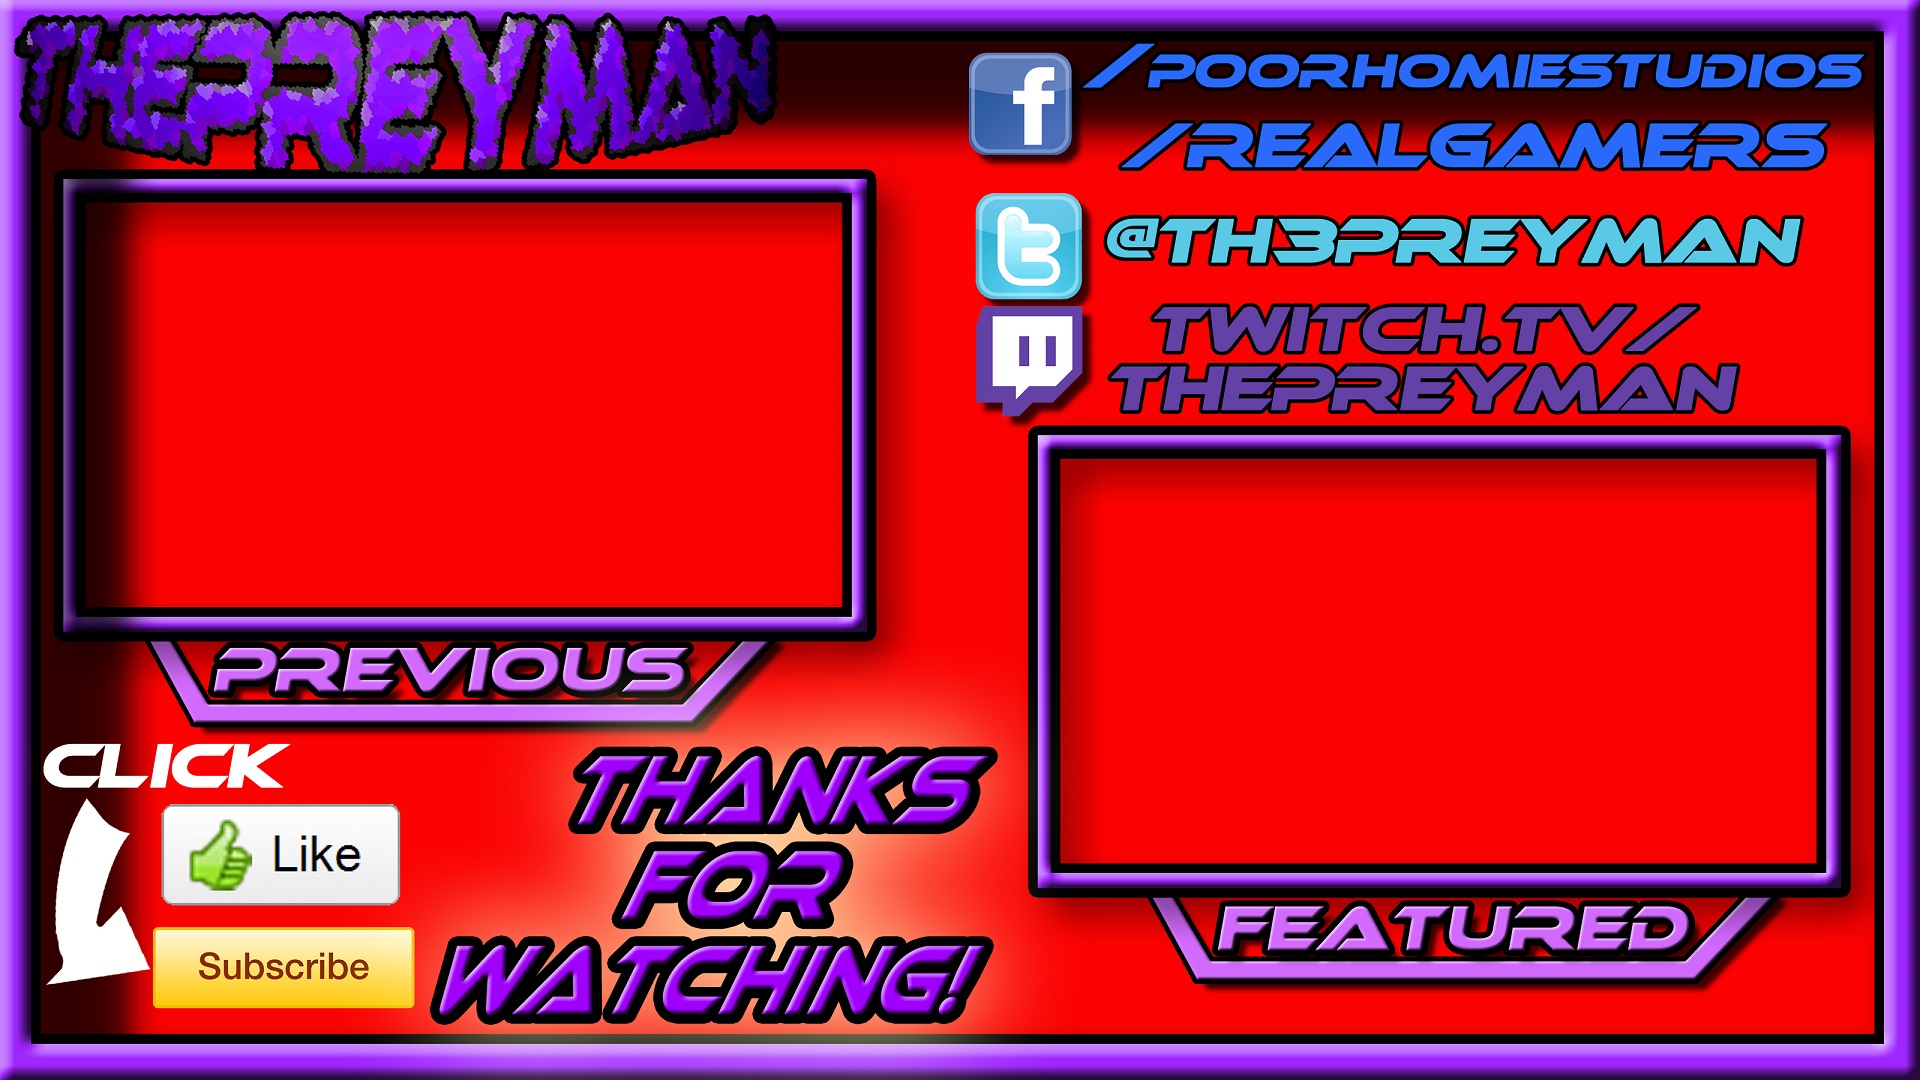 THEPREYMAN
/POORHOMIESTUDIOS
/REALGAMERS
@TH3PREYMAN
TWITCH.TV/
THEPREYMAN
PREVIOUS
CLICK
Like
Subscribe
THANKS
FOR
WATCHING!
FEATURED